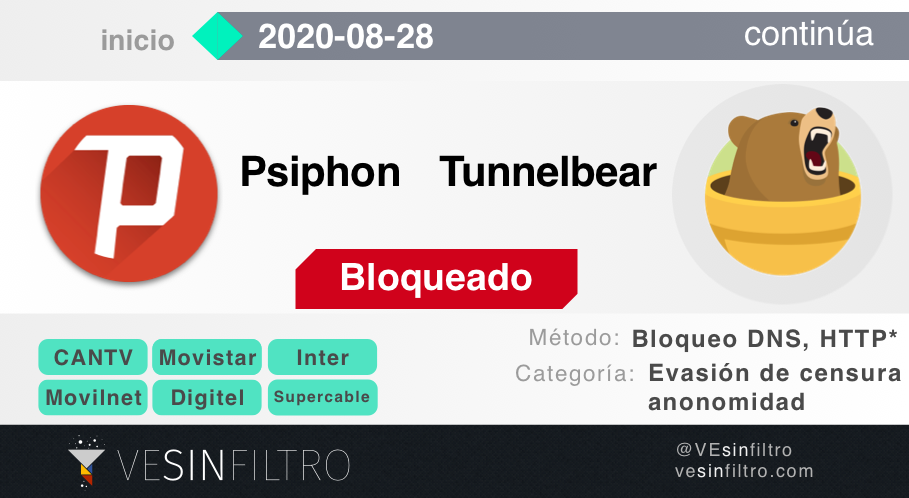 inicio 2020-08-28 continúa
Psiphon Tunnelbear
Bloqueado
CANTV Movistar Inter
Movilnet Digitel Supercable
Método: Bloqueo DNS, HTTP*
Categoría: Evasión de censura
anonomidad
VESINFILTRO
@VEsinfiltro
vesinfiltro.com